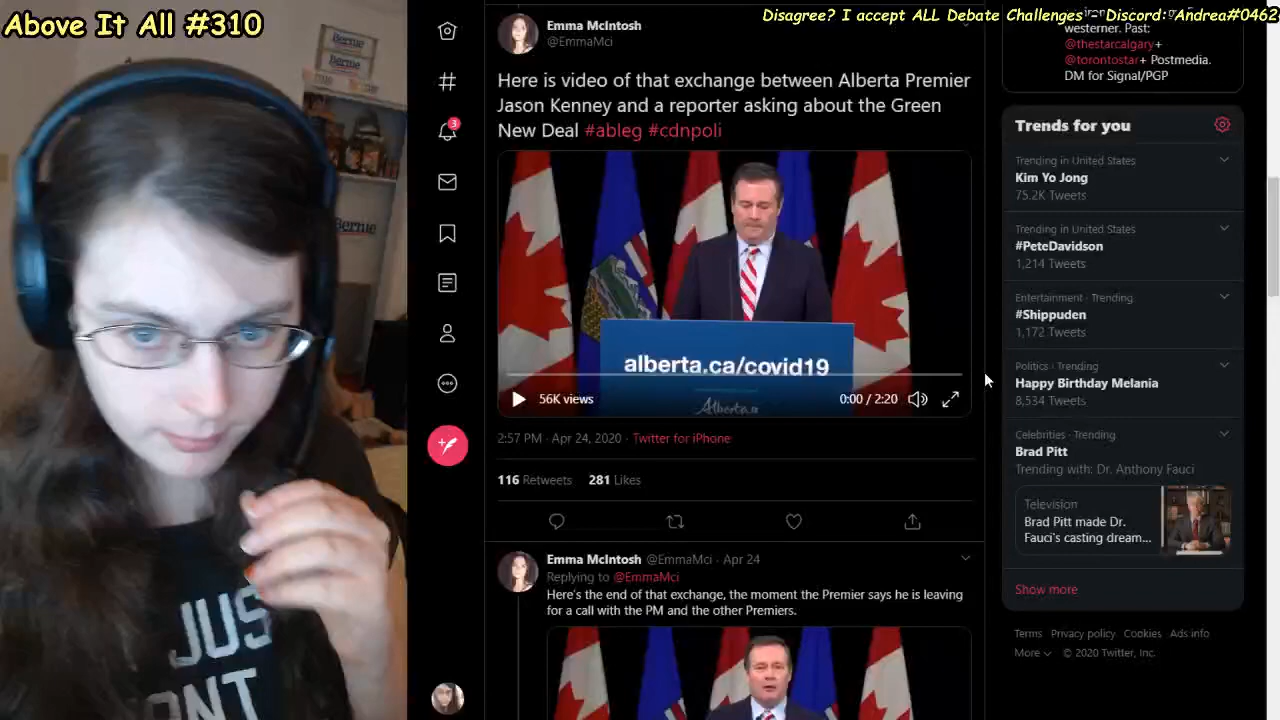 Above It All #310
Disagree? I accept ALL Debate Challenges - Discord: Andrea#0462
Bernie
Bernie
Bernie
JUS
ONT
3
Emma McIntosh
@EmmaMci
Here is video of that exchange between Alberta Premier
Jason Kenney and a reporter asking about the Green
New Deal #ableg #cdnpoli
alberta.ca/covid19
Alberta
56K views
0:00 / 2:20
2:57 PM · Apr 24, 2020 · Twitter for iPhone
116 Retweets 281 Likes
Emma McIntosh @EmmaMci · Apr 24
Replying to @EmmaMci
Here's the end of that exchange, the moment the Premier says he is leaving
for a call with the PM and the other Premiers.
westerner. Past:
@thestarcalgary+
@torontostar+ Postmedia.
DM for Signal/PGP
Trends for you
Trending in United States
Kim Yo Jong
75.2K Tweets
Trending in United States
#PeteDavidson
1,214 Tweets
Entertainment · Trending
#Shippuden
1,172 Tweets
Politics · Trending
Happy Birthday Melania
8,534 Tweets
Celebrities · Trending
Brad Pitt
Trending with: Dr. Anthony Fauci
Television
Brad Pitt made Dr.
Fauci's casting dream...
Show more
Terms Privacy policy Cookies Ads info
More © 2020 Twitter, Inc.